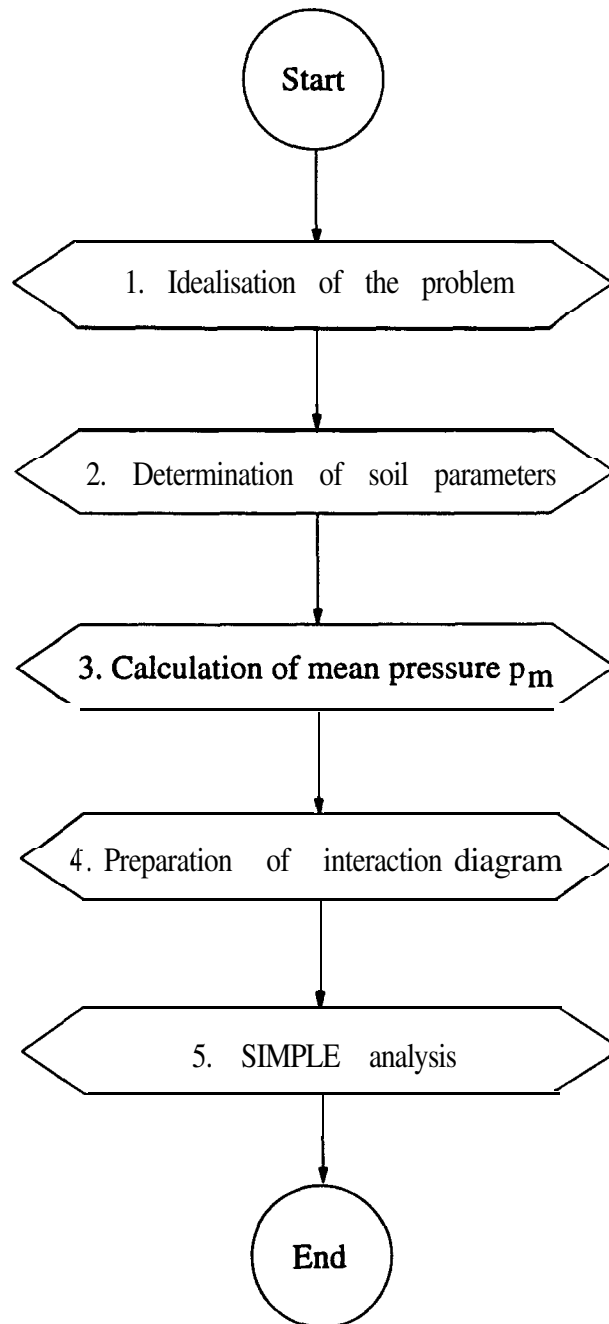 Start
1. Idealisation of the problem
2. Determination of soil parameters
3. Calculation of mean pressure pm
4. Preparation of interaction diagram
5. SIMPLE analysis
End